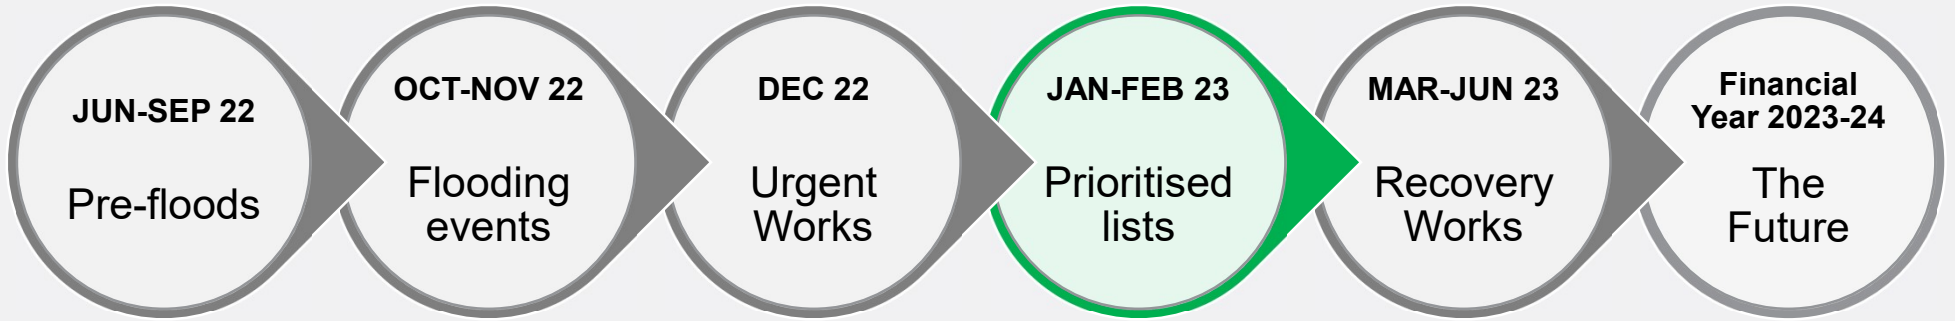 JUN-SEP 22
Pre-floods
OCT-NOV 22
Flooding
events
DEC 22
Urgent
Works
JAN-FEB 23
Prioritised
lists
MAR-JUN 23
Recovery
Works
Financial
Year 2023-24
The
Future